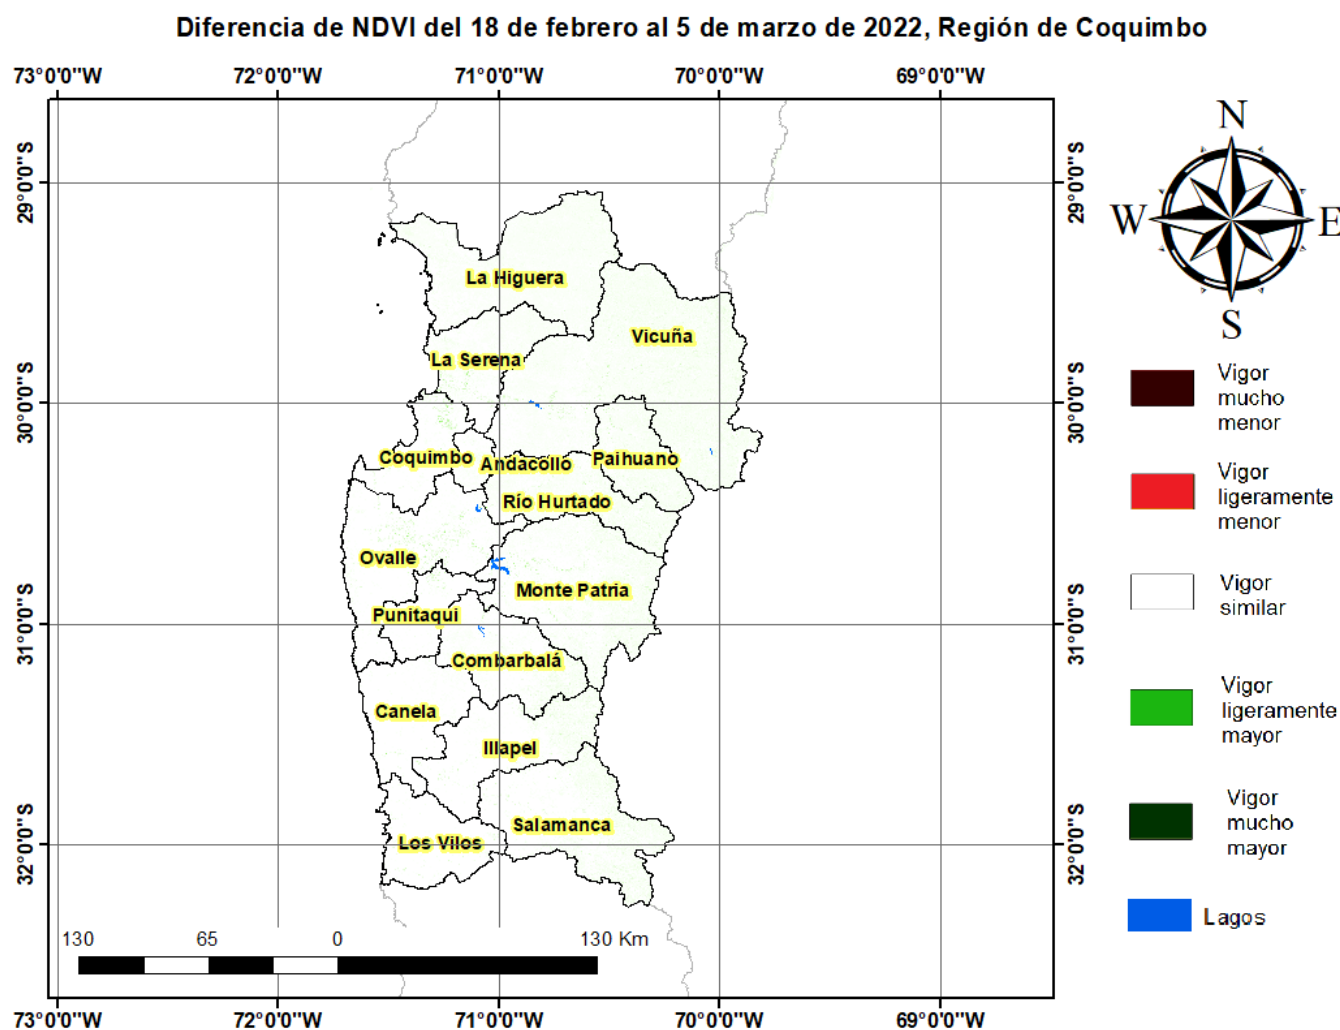 Diferencia de NDVI del 18 de febrero al 5 de marzo de 2022, Región de Coquimbo
73°0'0"W 72°0'0"W 71°0'0"W 70°0'0"W 69°0'0"W
29°0'0"S 29°0'0"S
30°0'0"S 30°0'0"S
31°0'0"S 31°0'0"S
32°0'0"S 32°0'0"S
La Higuera
Vicuña
La Serena
Coquimbo
Andacollo
Paihuano
Río Hurtado
Ovalle
Monte Patria
Punitaqui
Combarbalá
Canela
Illapel
Salamanca
Los Vilos
130 65 0 130 Km
73°0'0"W 72°0'0"W 71°0'0"W 70°0'0"W 69°0'0"W
N
W E
S
Vigor
mucho
menor
Vigor
ligeramente
menor
Vigor
similar
Vigor
ligeramente
mayor
Vigor
mucho
mayor
Lagos